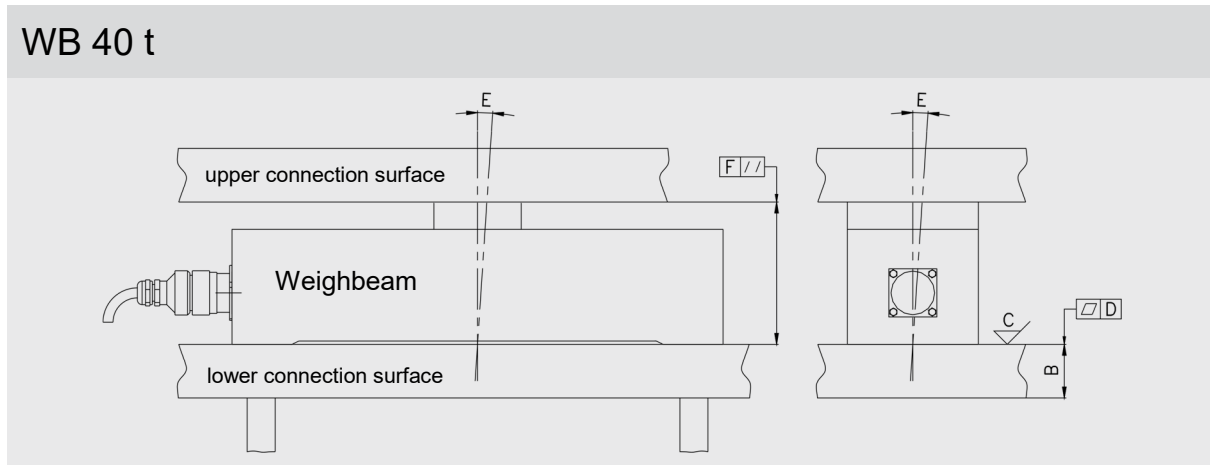 WB 40 t
E
E
upper connection surface
F //
Weighbeam
C
D
B
lower connection surface